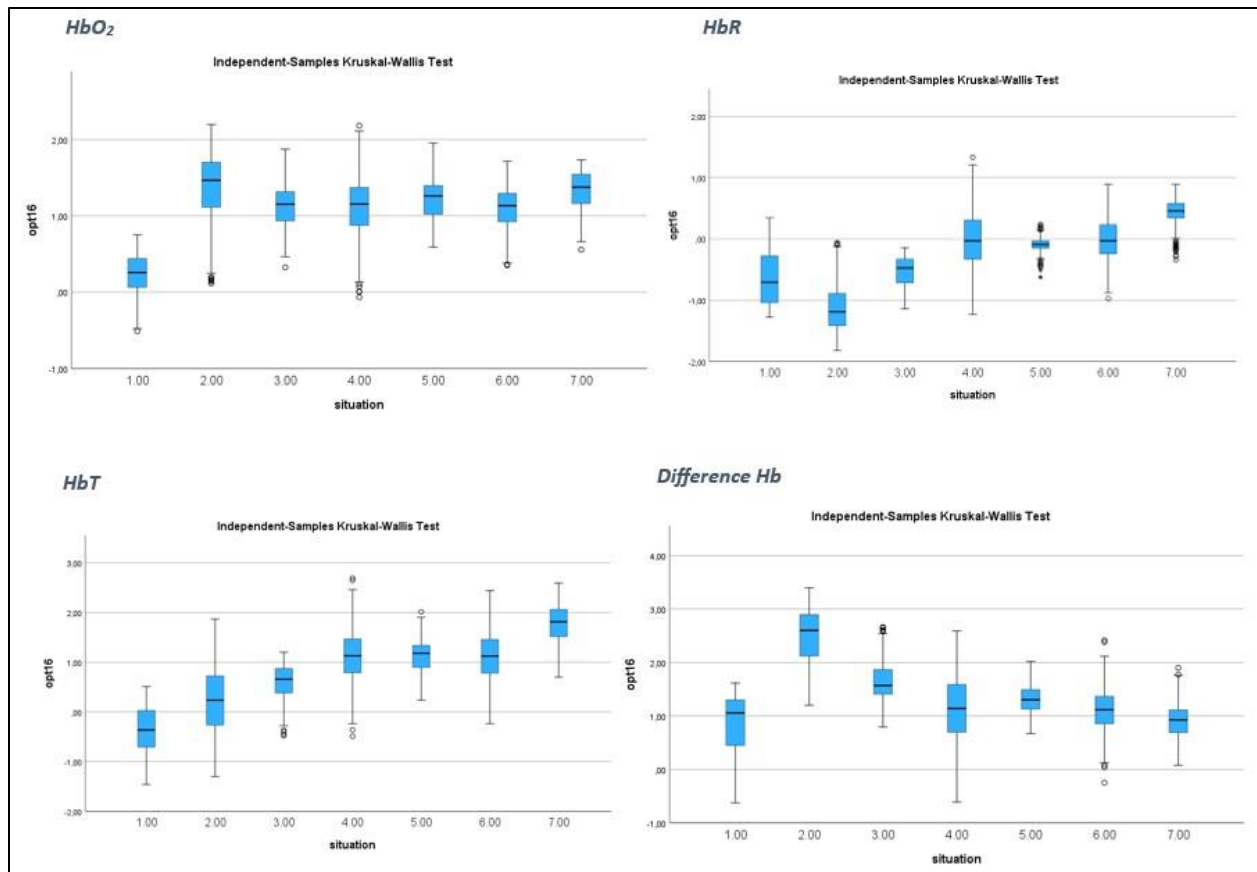 HbO₂
Independent-Samples Kruskal-Wallis Test
2,00
1,00
,00
-1,00
opt16
1.00 2.00 3.00 4.00 5.00 6.00 7.00
situation
HbR
Independent-Samples Kruskal-Wallis Test
2,00
1,00
,00
-1,00
-2,00
opt16
1.00 2.00 3.00 4.00 5.00 6.00 7.00
situation
HbT
Independent-Samples Kruskal-Wallis Test
3,00
2,00
1,00
,00
-1,00
-2,00
opt16
1.00 2.00 3.00 4.00 5.00 6.00 7.00
situation
Difference Hb
Independent-Samples Kruskal-Wallis Test
4,00
3,00
2,00
1,00
,00
-1,00
opt16
1.00 2.00 3.00 4.00 5.00 6.00 7.00
situation